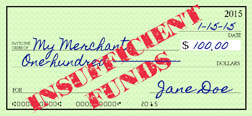 2015
1-15-15
DATE
PAY TO THE
ORDER OF My Merchant $ 100.00
One hundred DOLLARS
INSUFFICIENT
FUNDS
FOR Jane Doe
2015